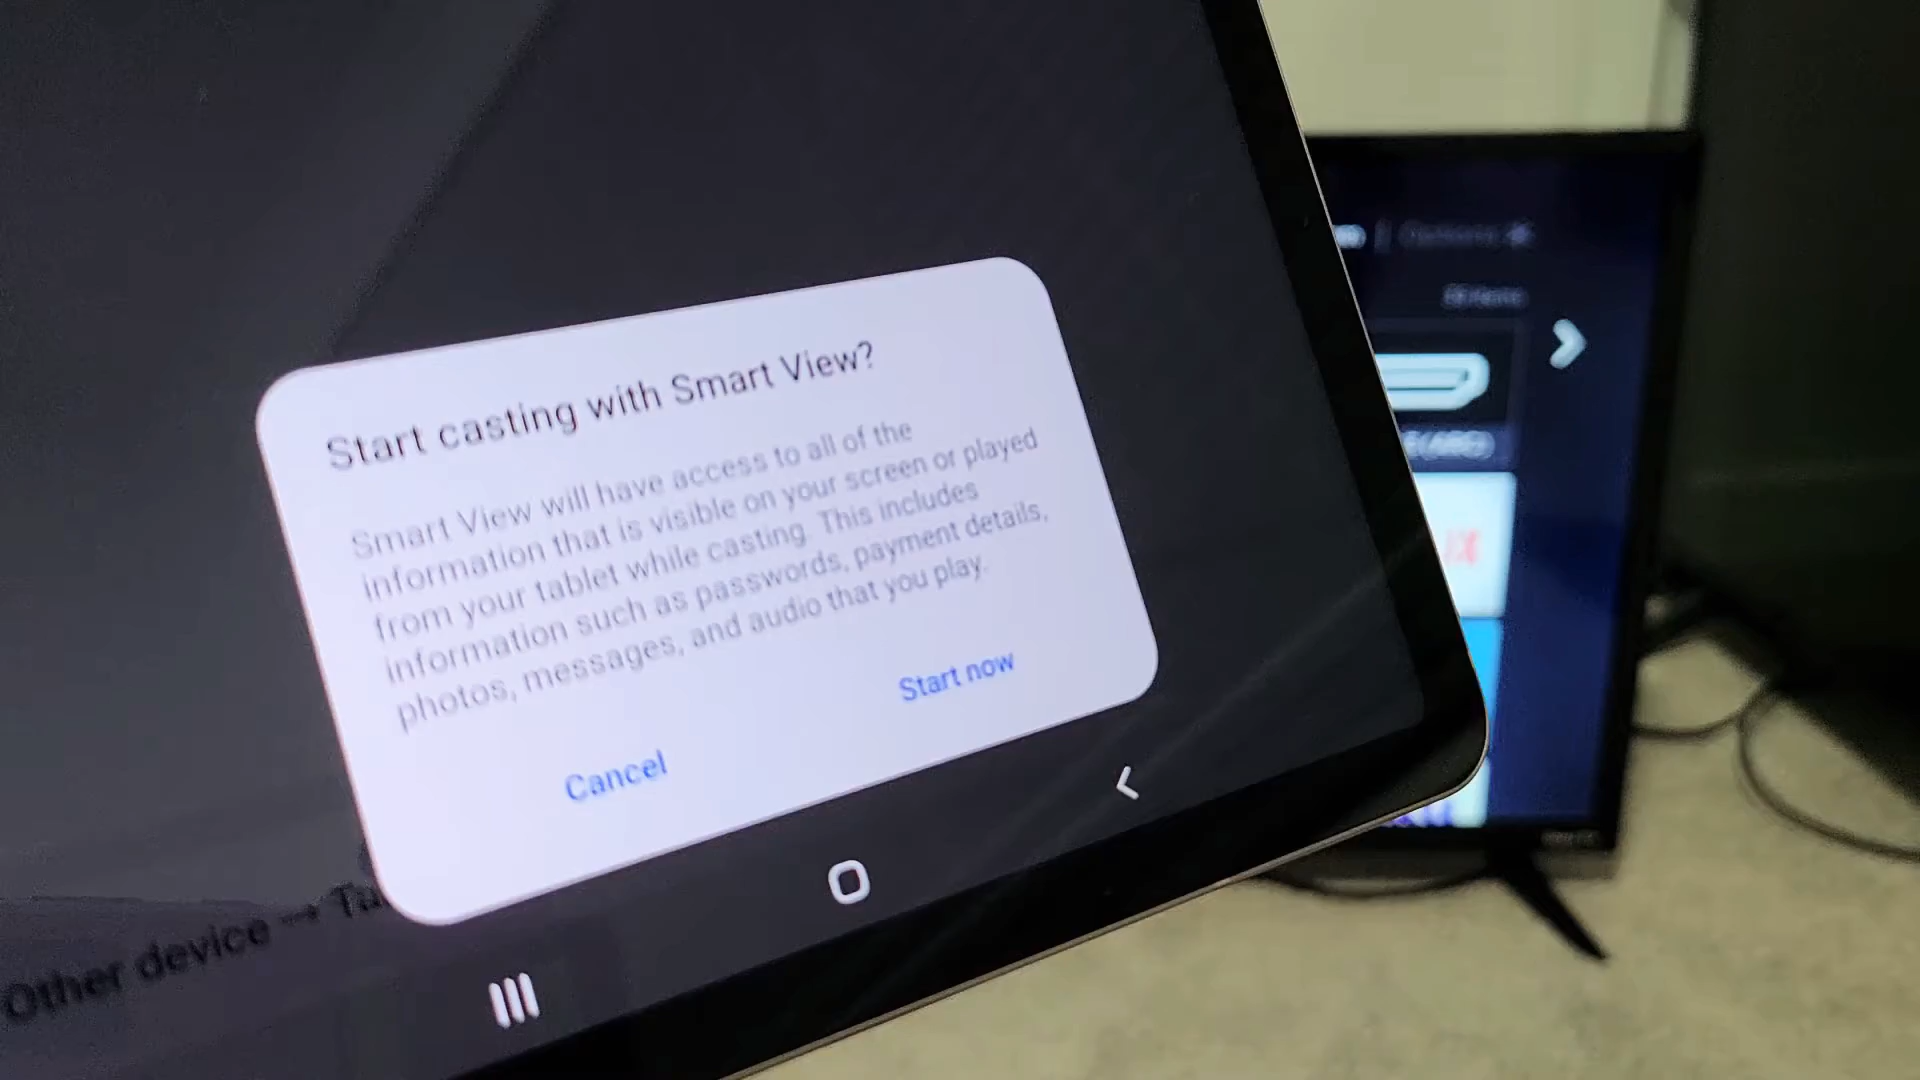 Start casting with Smart View?
Smart View will have access to all of the
information that is visible on your screen or played
from your tablet while casting. This includes
information such as passwords, payment details,
photos, messages, and audio that you play.
Cancel
Start now
Other device →
Options